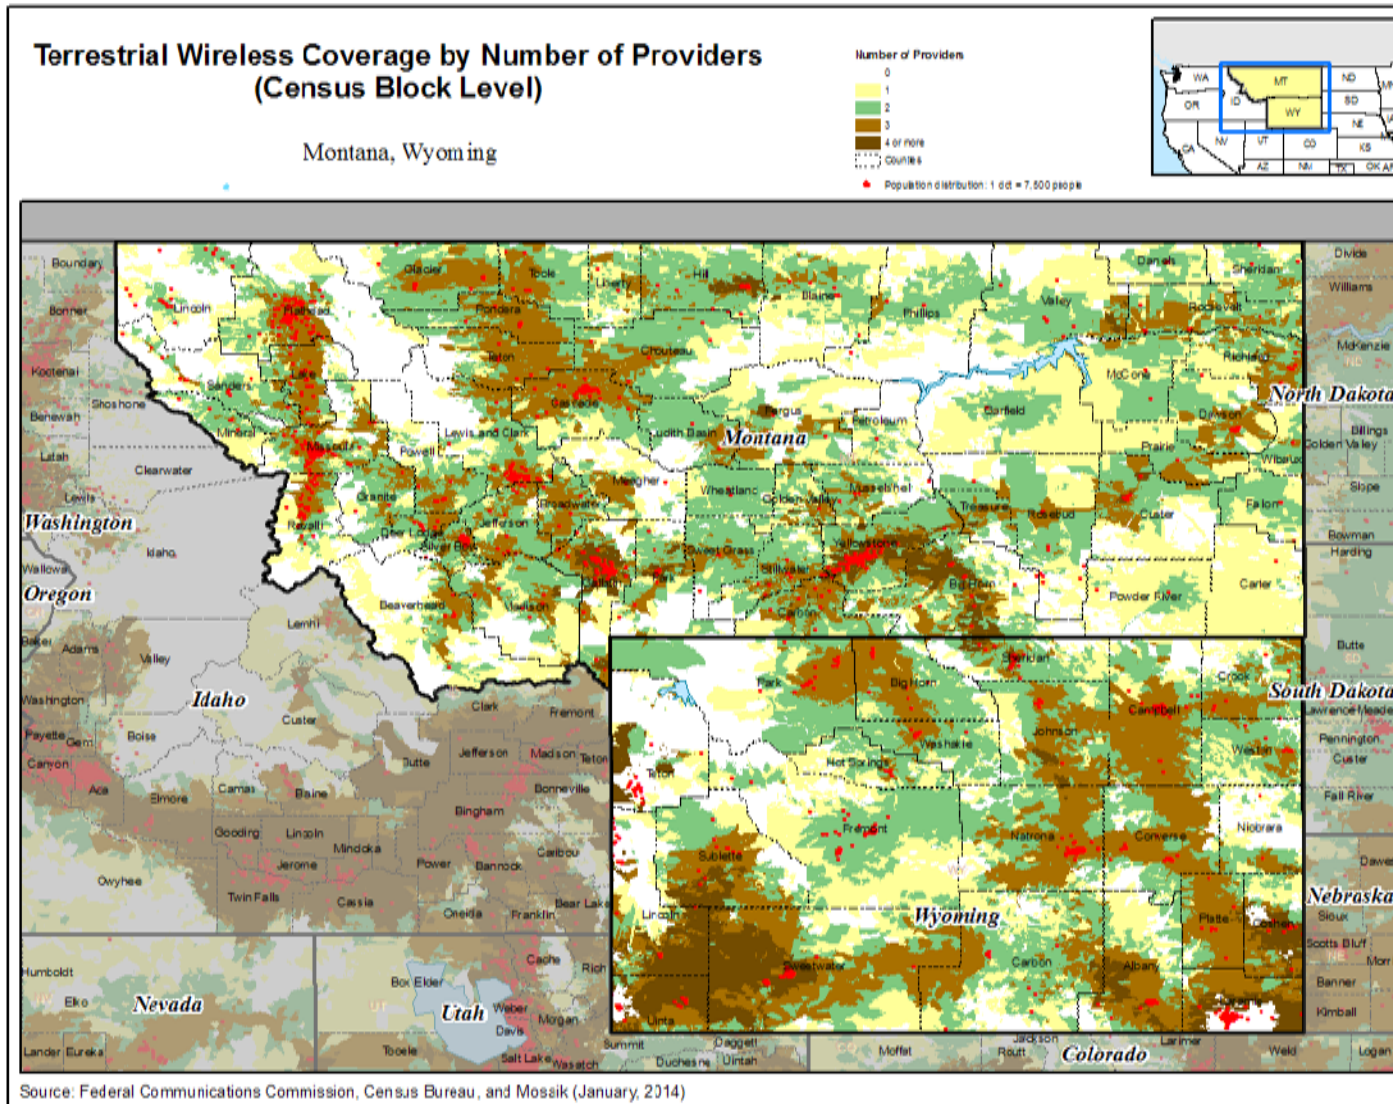 Terrestrial Wireless Coverage by Number of Providers
(Census Block Level)
Montana, Wyoming
Number of Providers
0
1
2
3
4 or more
Counties
Population distribution: 1 dot = 7,500 people
WA
MT
ND
OR
ID
SD
WY
NE
NV
UT
CO
KS
CA
AZ
NM
TX
OK
AR
Boundary
Bonner
Kootenai
Benewah
Shoshone
Latah
Clearwater
Lewis
Washington
Idaho
Wallowa
Oregon
Baker
Adams
Valley
Lemhi
Washington
Idaho
Custer
Payette
Gem
Boise
Canyon
Ada
Elmore
Camas
Blaine
Butte
Clark
Fremont
Jefferson
Madison
Teton
Bonneville
Bingham
Gooding
Lincoln
Jerome
Minidoka
Power
Bannock
Caribou
Owyhee
Twin Falls
Cassia
Oneida
Franklin
Bear Lake
Lincoln
Flathead
Glacier
Toole
Liberty
Hill
Blaine
Phillips
Valley
Daniels
Sheridan
Roosevelt
Pondera
Teton
Chouteau
Richland
Lake
Sanders
Mineral
Missoula
Cascade
Lewis and Clark
Powell
Judith Basin
Fergus
Petroleum
Garfield
McCone
Dawson
Prairie
Wibaux
Montana
Granite
Ravalli
Deer Lodge
Silver Bow
Jefferson
Broadwater
Meagher
Wheatland
Golden Valley
Musselshell
Treasure
Rosebud
Custer
Fallon
Beaverhead
Madison
Gallatin
Park
Sweet Grass
Stillwater
Yellowstone
Carbon
Big Horn
Powder River
Carter
Park
Big Horn
Sheridan
Crook
Campbell
Johnson
Washakie
Weston
Teton
Hot Springs
Fremont
Natrona
Converse
Niobrara
Sublette
Lincoln
Wyoming
Platte
Goshen
Sweetwater
Carbon
Albany
Laramie
Uinta
Divide
Williams
McKenzie
ND
North Dakota
Billings
Golden Valley
Slope
Bowman
Harding
Butte
SD
South Dakota
Lawrence
Meade
Pennington
Custer
Fall River
Dawes
Nebraska
Sioux
Scotts Bluff
NE
Banner
Kimball
Humboldt
NV
Elko
Nevada
Lander
Eureka
Box Elder
UT
Utah
Cache
Rich
Weber
Morgan
Davis
Tooele
Salt Lake
Wasatch
Summit
Daggett
Duchesne
Uintah
Moffat
Routt
Jackson
Colorado
Larimer
Weld
Logan
Source: Federal Communications Commission, Census Bureau, and Mossik (January, 2014)